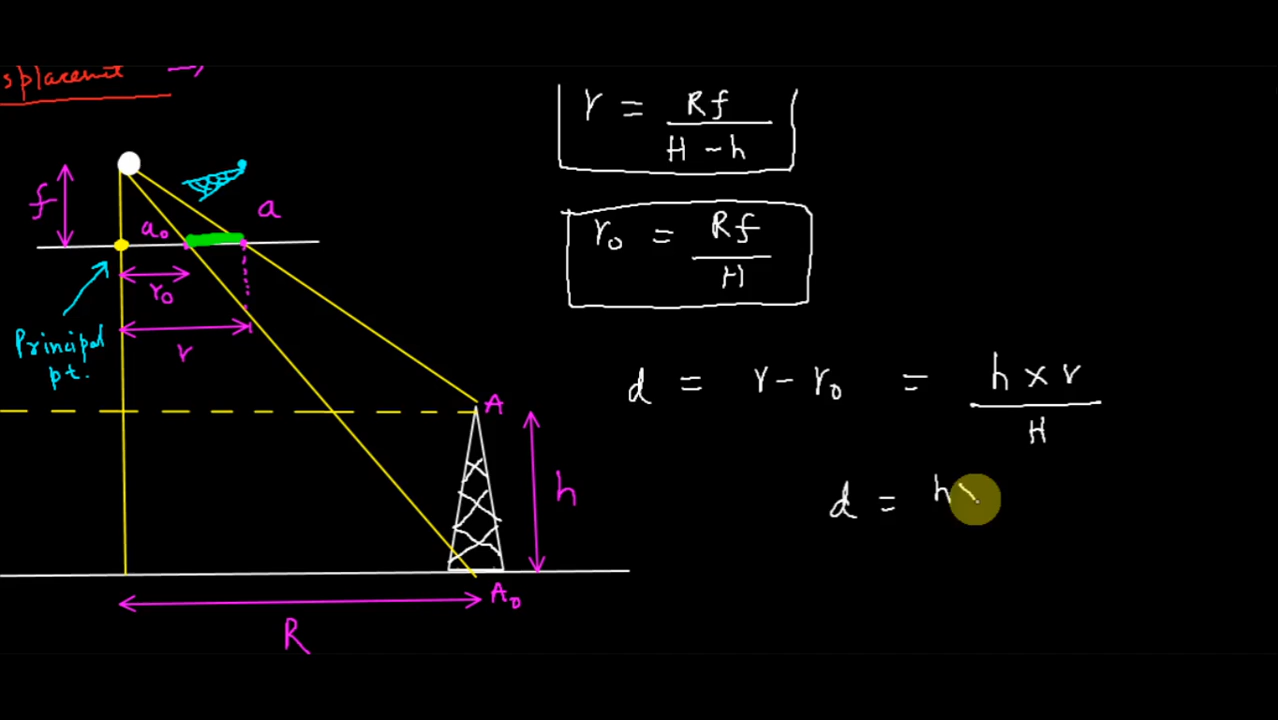 splacement →
r = Rf / H - h
r₀ = Rf / H
d = r - r₀ = h × r / H
d = h
f
a₀
a
r₀
r
Principal
pt.
A
h
A₀
R